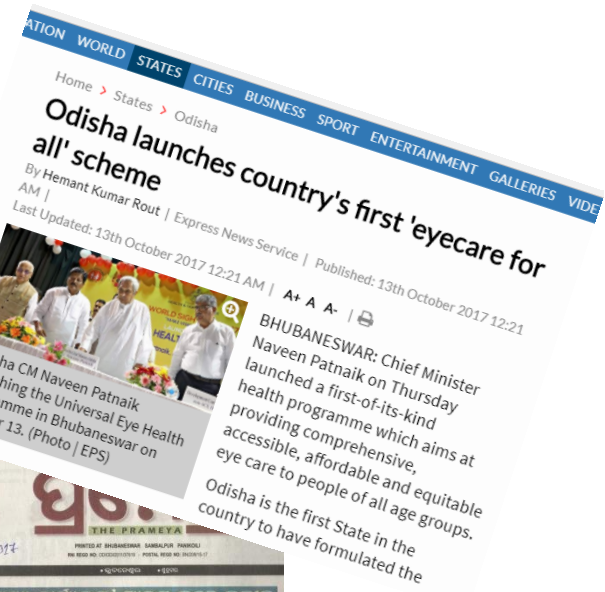 ATION WORLD STATES CITIES BUSINESS SPORT ENTERTAINMENT GALLERIES VIDE
Home > States > Odisha
Odisha launches country's first 'eyecare for
all' scheme
By Hemant Kumar Rout | Express News Service | Published: 13th October 2017 12:21
AM |
Last Updated: 13th October 2017 12:21 AM | A+ A A- |
WORLD SIGH
HEALT
ha CM Naveen Patnaik
hing the Universal Eye Health
mme in Bhubaneswar on
r 13. (Photo | EPS)
BHUBANESWAR: Chief Minister
Naveen Patnaik on Thursday
launched a first-of-its-kind
health programme which aims at
providing comprehensive,
accessible, affordable and equitable
eye care to people of all age groups.
Odisha is the first State in the
country to have formulated the
THE PRAMEYA
PRINTED AT BHUBANESWAR SAMBALPUR PANIKOILI